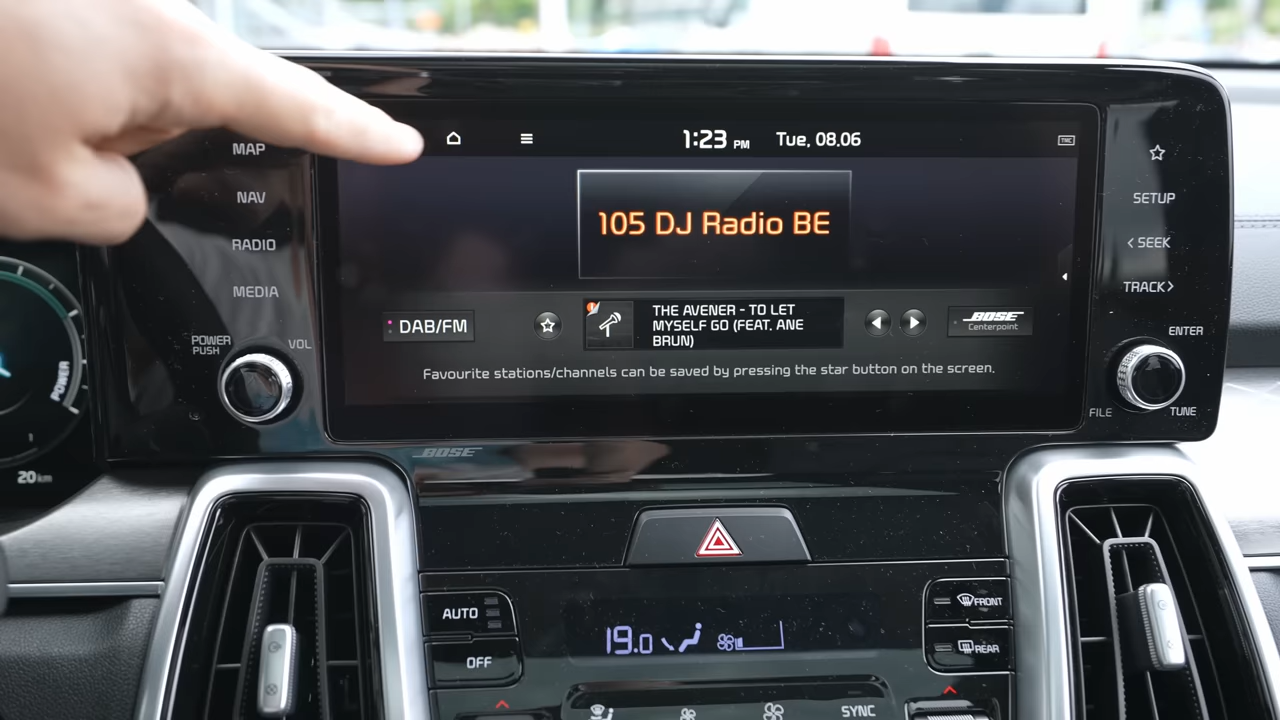 1:23 PM Tue, 08.06
MAP
NAV
RADIO
MEDIA
POWER
PUSH
VOL
105 DJ Radio BE
DAB/FM
THE AVENER - TO LET
MYSELF GO (FEAT. ANE
BRUN)
BOSE
Centerpoint
Favourite stations/channels can be saved by pressing the star button on the screen.
SETUP
< SEEK
TRACK >
ENTER
FILE
TUNE
POWER
1
20 km
BOSE
AUTO
OFF
19.0
FRONT
REAR
SYNC